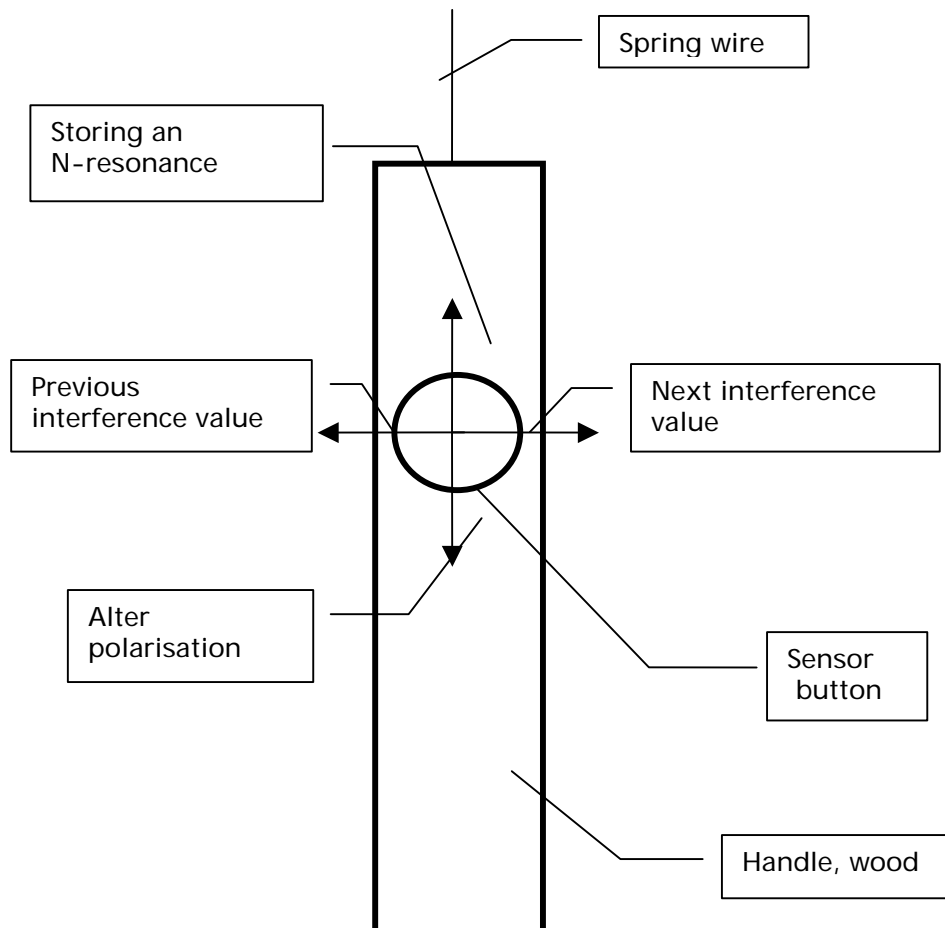 Spring wire
Storing an
N-resonance
Previous
interference value
Next interference
value
Alter
polarisation
Sensor
button
Handle, wood